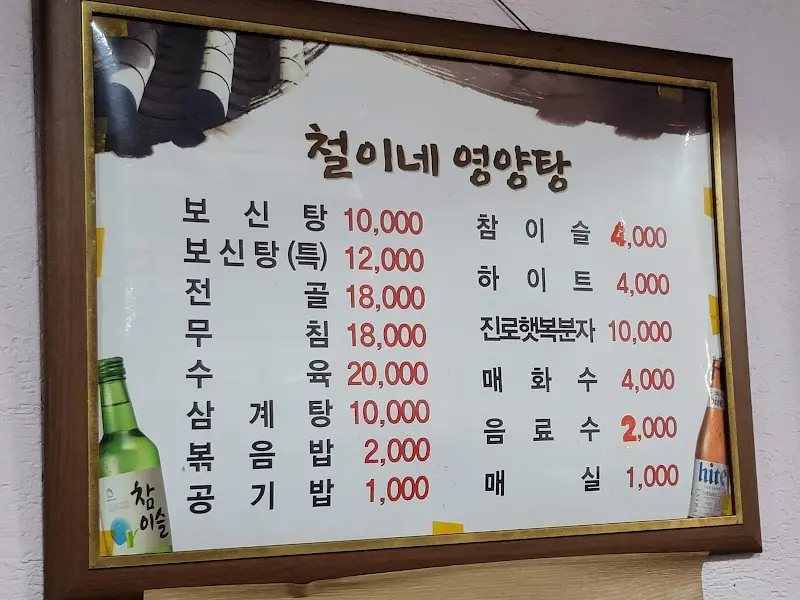 철이네 영양탕
보신탕 10,000
보신탕(특) 12,000
전골 18,000
무침 18,000
수육 20,000
삼계탕 10,000
볶음밥 2,000
공기밥 1,000
참이슬 4,000
하이트 4,000
진로햇복분자 10,000
매화수 4,000
음료수 2,000
매실 1,000
참
이슬
hite